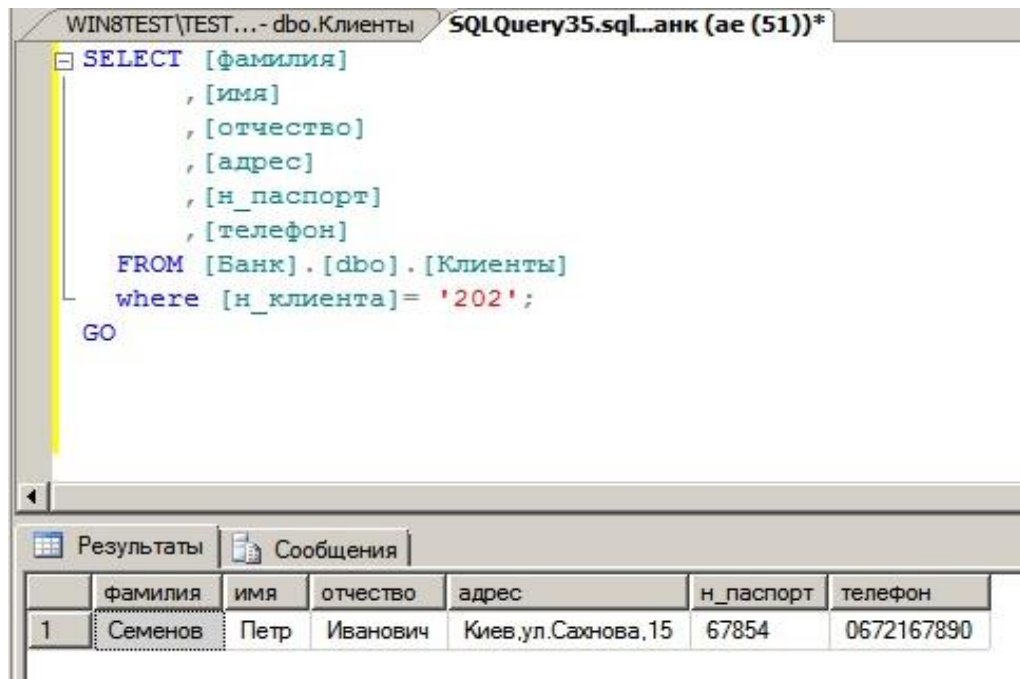 WIN8TEST\TEST...- dbo.Клиенты SQLQuery35.sql...анк (ae (51))*
SELECT [фамилия]
,[имя]
,[отчество]
,[адрес]
,[н_паспорт]
,[телефон]
FROM [Банк].[dbo].[Клиенты]
where [н_клиента]= '202';
GO
Результаты Сообщения
фамилия имя отчество адрес н_паспорт телефон
1 Семенов Петр Иванович Киев,ул.Сахнова,15 67854 0672167890